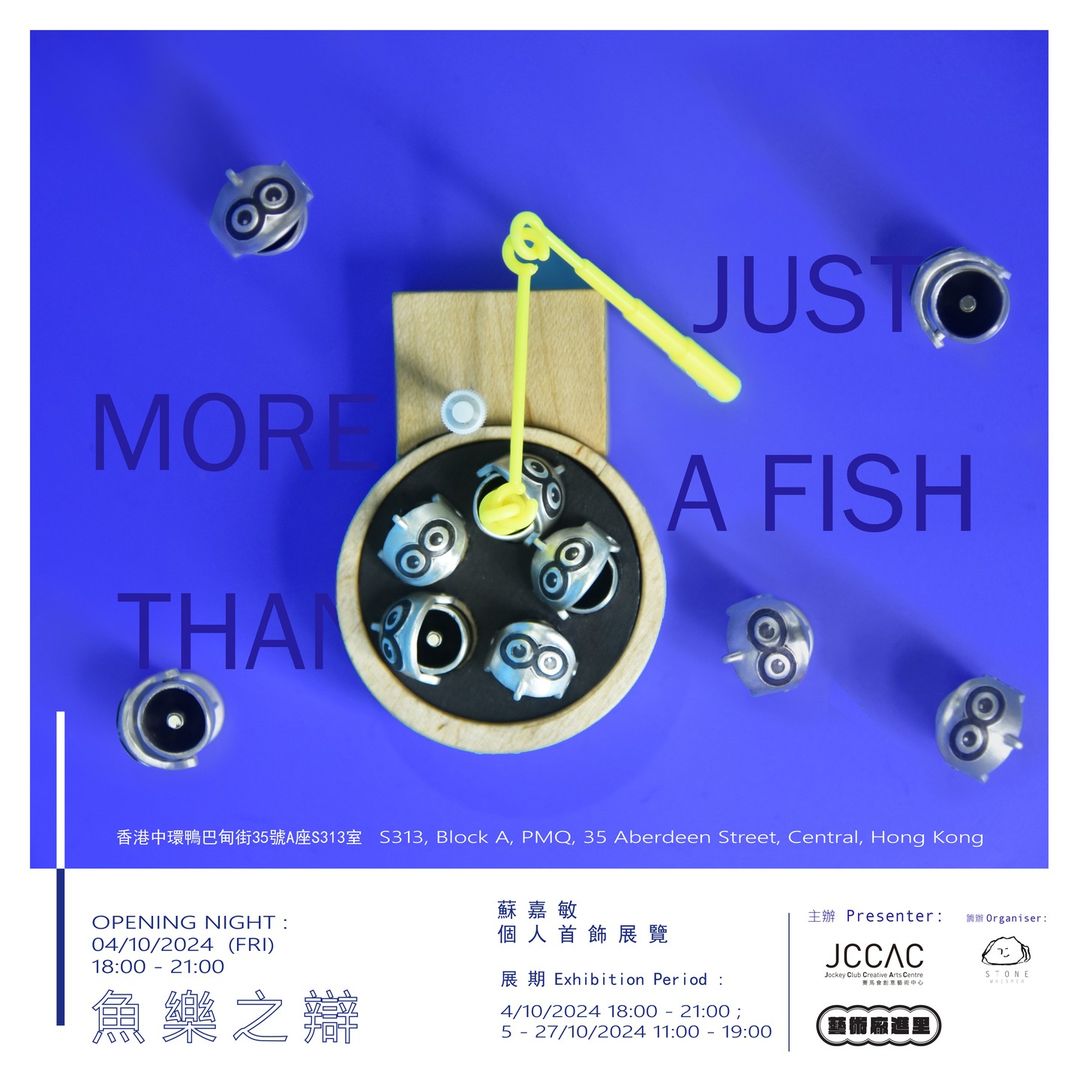 JUST
MORE
A FISH
THAN
香港中環鴨巴甸街35號A座S313室 S313, Block A, PMQ, 35 Aberdeen Street, Central, Hong Kong
OPENING NIGHT :
04/10/2024 (FRI)
18:00 - 21:00
魚樂之辯
蘇嘉敏
個人首飾展覽
展期 Exhibition Period :
4/10/2024 18:00 - 21:00 ;
5 - 27/10/2024 11:00 - 19:00
主辦 Presenter:
JCCAC
Jockey Club Creative Arts Centre
賽馬會創意藝術中心
藝術廠進里
籌辦 Organiser:
STONE
WHISPER